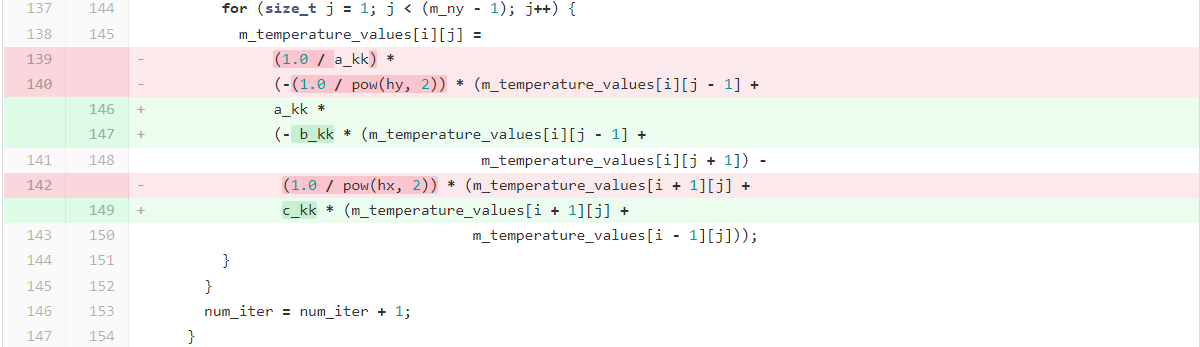 137 144 for (size_t j = 1; j < (m_ny - 1); j++) {
138 145 m_temperature_values[i][j] =
139 - (1.0 / a_kk) *
140 - (-(1.0 / pow(hy, 2)) * (m_temperature_values[i][j - 1] +
146 + a_kk *
147 + (- b_kk * (m_temperature_values[i][j - 1] +
141 148 m_temperature_values[i][j + 1]) -
142 - (1.0 / pow(hx, 2)) * (m_temperature_values[i + 1][j] +
149 + c_kk * (m_temperature_values[i + 1][j] +
143 150 m_temperature_values[i - 1][j]));
144 151 }
145 152 }
146 153 num_iter = num_iter + 1;
147 154 }